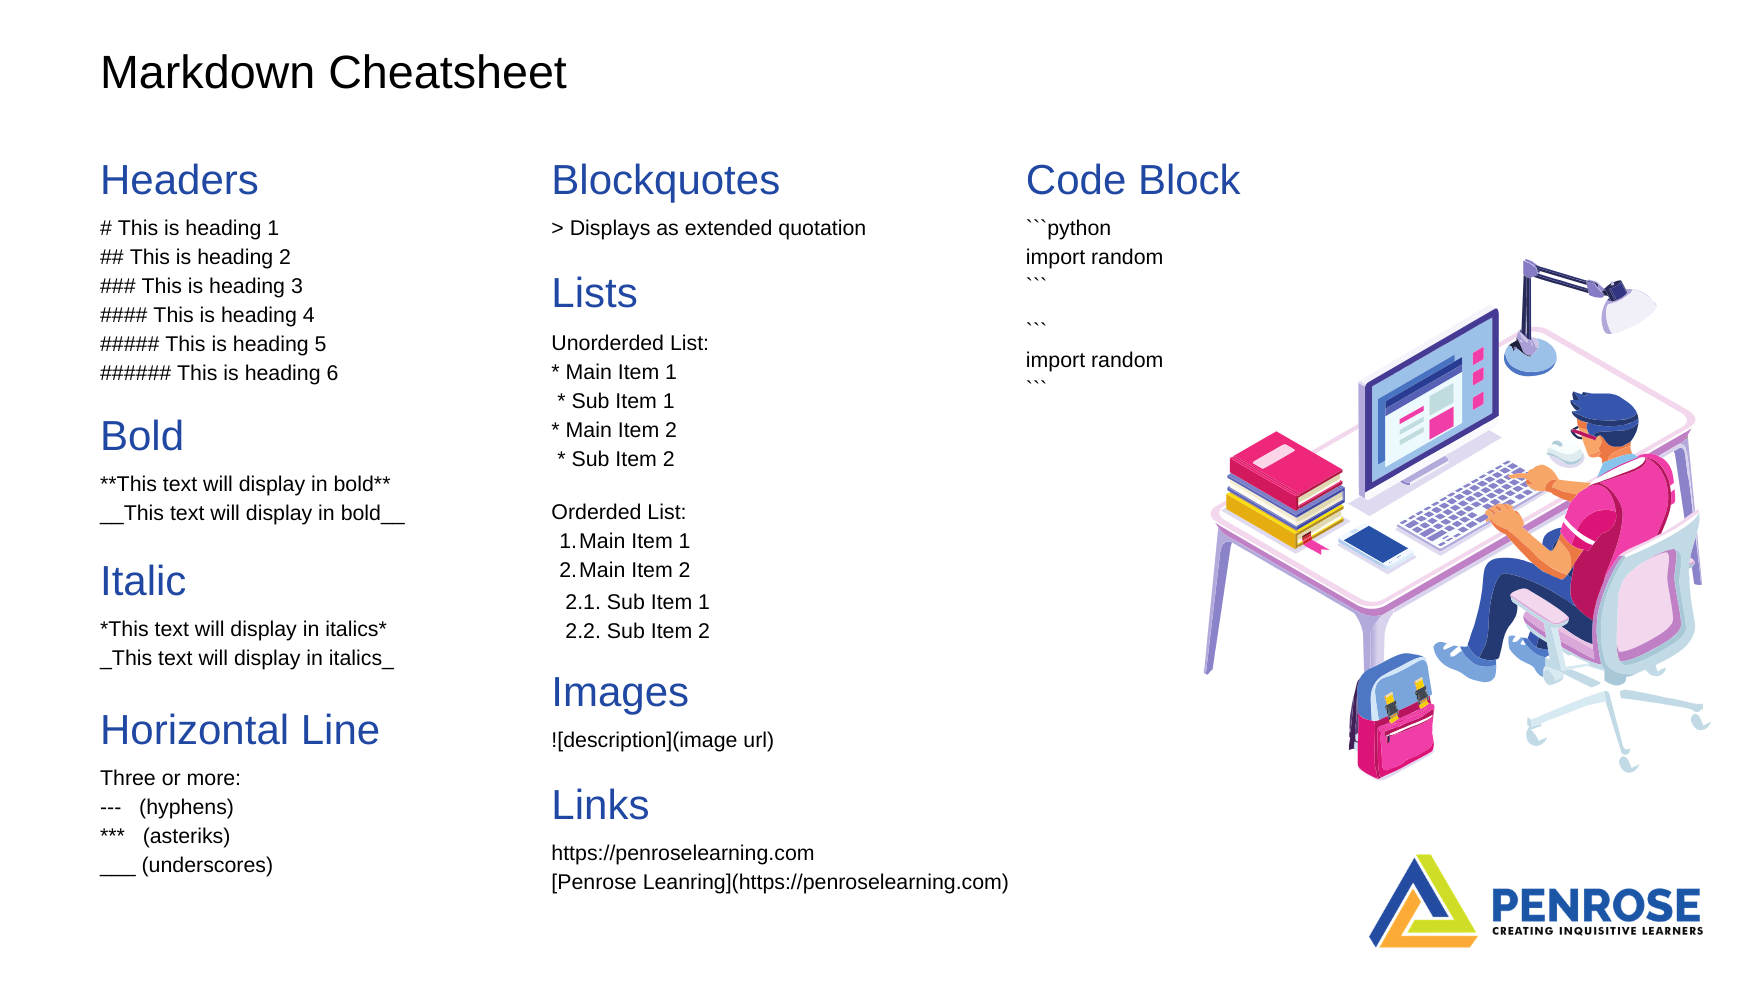 Markdown Cheatsheet
Headers
# This is heading 1
## This is heading 2
### This is heading 3
#### This is heading 4
##### This is heading 5
###### This is heading 6
Bold
**This text will display in bold**
__This text will display in bold__
Italic
*This text will display in italics*
_This text will display in italics_
Horizontal Line
Three or more:
--- (hyphens)
*** (asteriks)
___ (underscores)
Blockquotes
> Displays as extended quotation
Lists
Unorderded List:
* Main Item 1
 * Sub Item 1
* Main Item 2
 * Sub Item 2
Orderded List:
1. Main Item 1
2. Main Item 2
2.1. Sub Item 1
2.2. Sub Item 2
Images
![description](image url)
Links
https://penroselearning.com
[Penrose Leanring](https://penroselearning.com)
Code Block
```python
import random
```
```
import random
```
PENROSE
CREATING INQUISITIVE LEARNERS